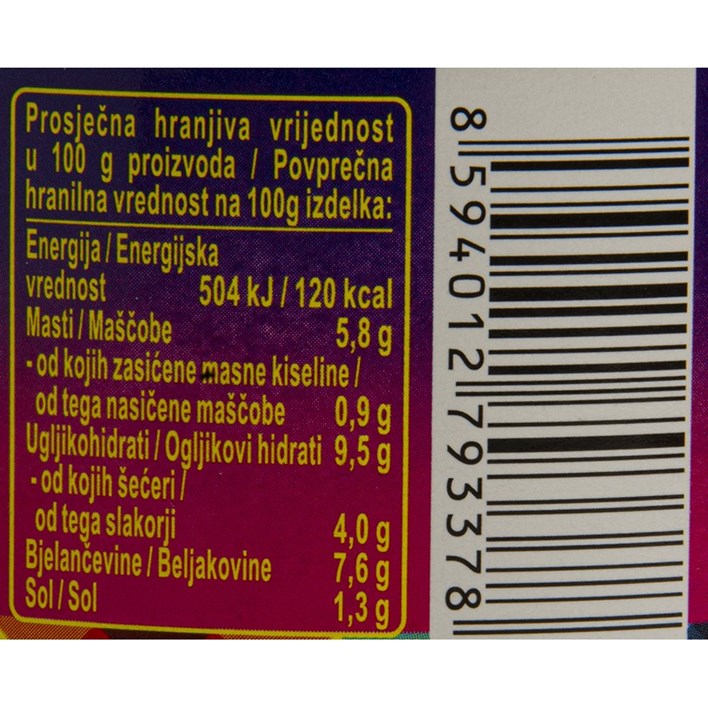 Prosječna hranjiva vrijednost
u 100 g proizvoda / Povprečna
hranilna vrednost na 100g izdelka:
Energija / Energijska
vrednost 504 kJ / 120 kcal
Masti / Maščobe 5,8 g
- od kojih zasićene masne kiseline /
od tega nasičene maščobe 0,9 g
Ugljikohidrati / Ogljikovi hidrati 9,5 g
- od kojih šećeri /
od tega slakorji 4,0 g
Bjelančevine / Beljakovine 7,6 g
Sol / Sol 1,3 g
8 594012 793378